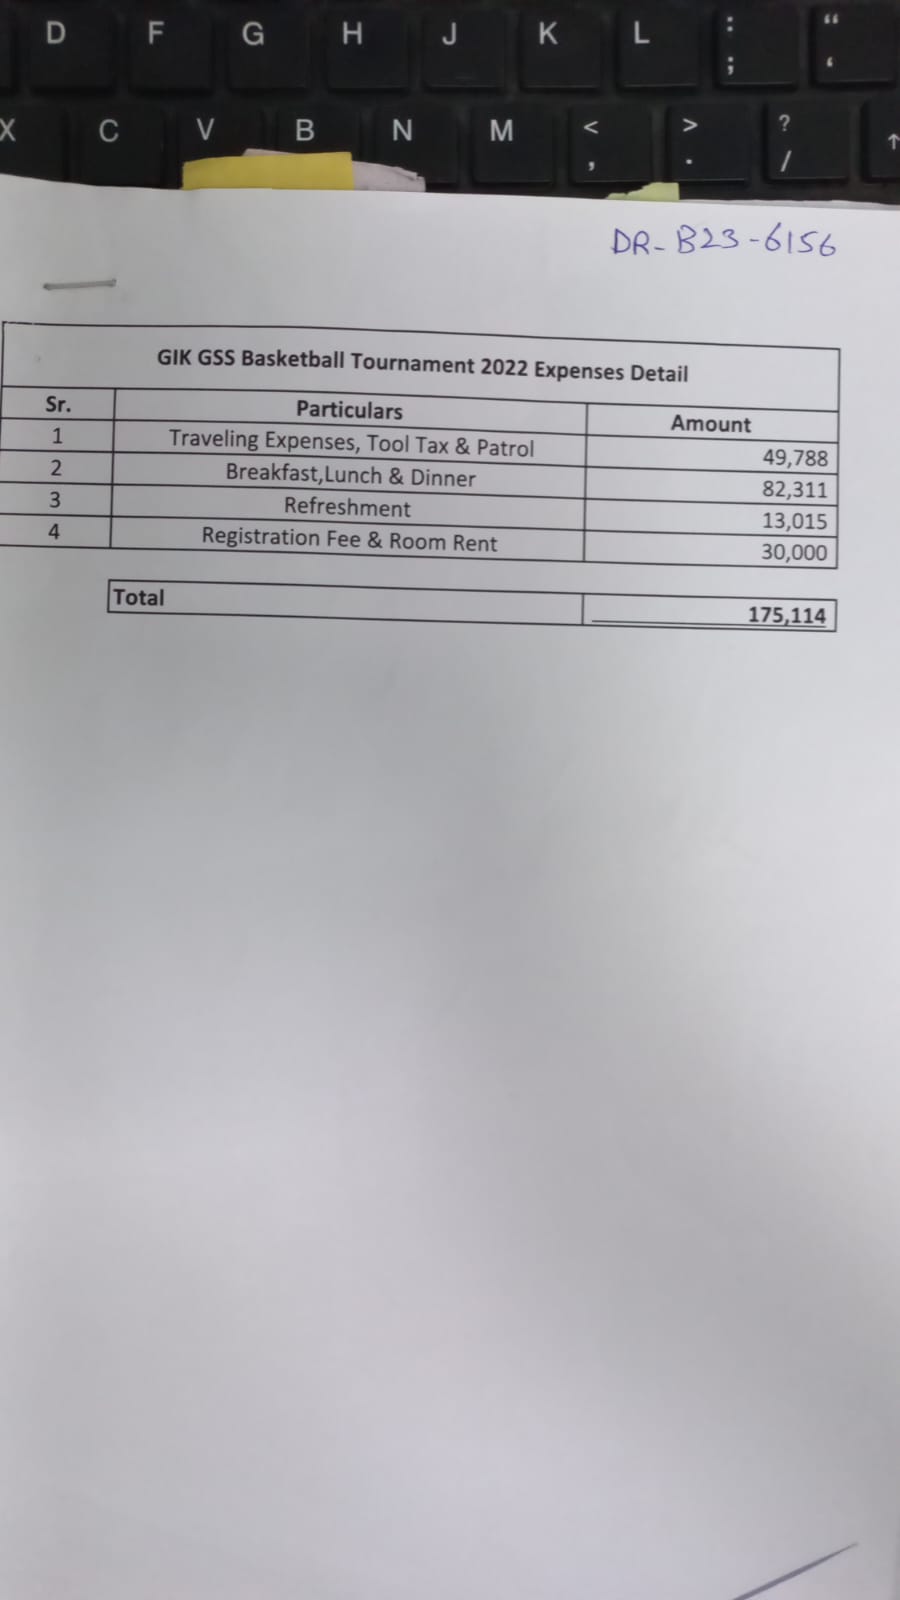 D F G H J K L : ; “ ‘
X C V B N M < , > . ? / ↑
DR-B23-6156
GIK GSS Basketball Tournament 2022 Expenses Detail
Sr. Particulars Amount
1 Traveling Expenses, Tool Tax & Patrol 49,788
2 Breakfast,Lunch & Dinner 82,311
3 Refreshment 13,015
4 Registration Fee & Room Rent 30,000
Total 175,114